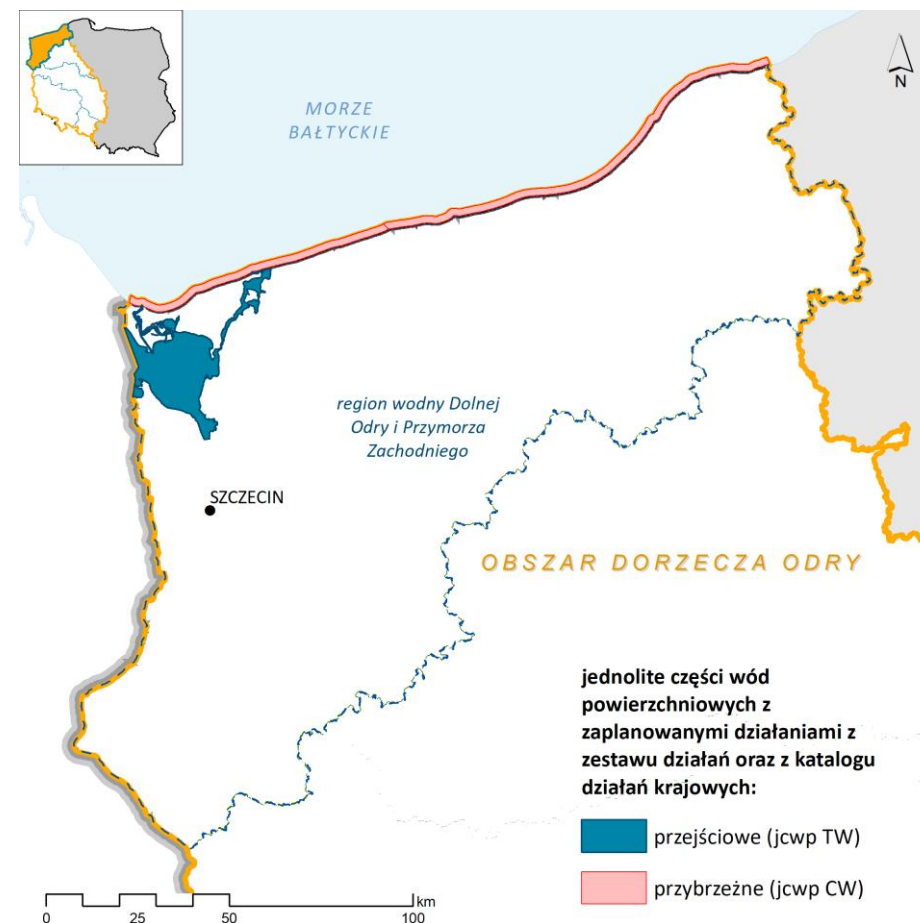 MORZE
BAŁTYCKIE
N
region wodny Dolnej
Odry i Przymorza
Zachodniego
SZCZECIN
OBSZAR DORZECZA ODRY
jednolite części wód
powierzchniowych z
zaplanowanymi działaniami z
zestawu działań oraz z katalogu
działań krajowych:
przejściowe (jcwp TW)
przybrzeżne (jcwp CW)
km
0 25 50 100